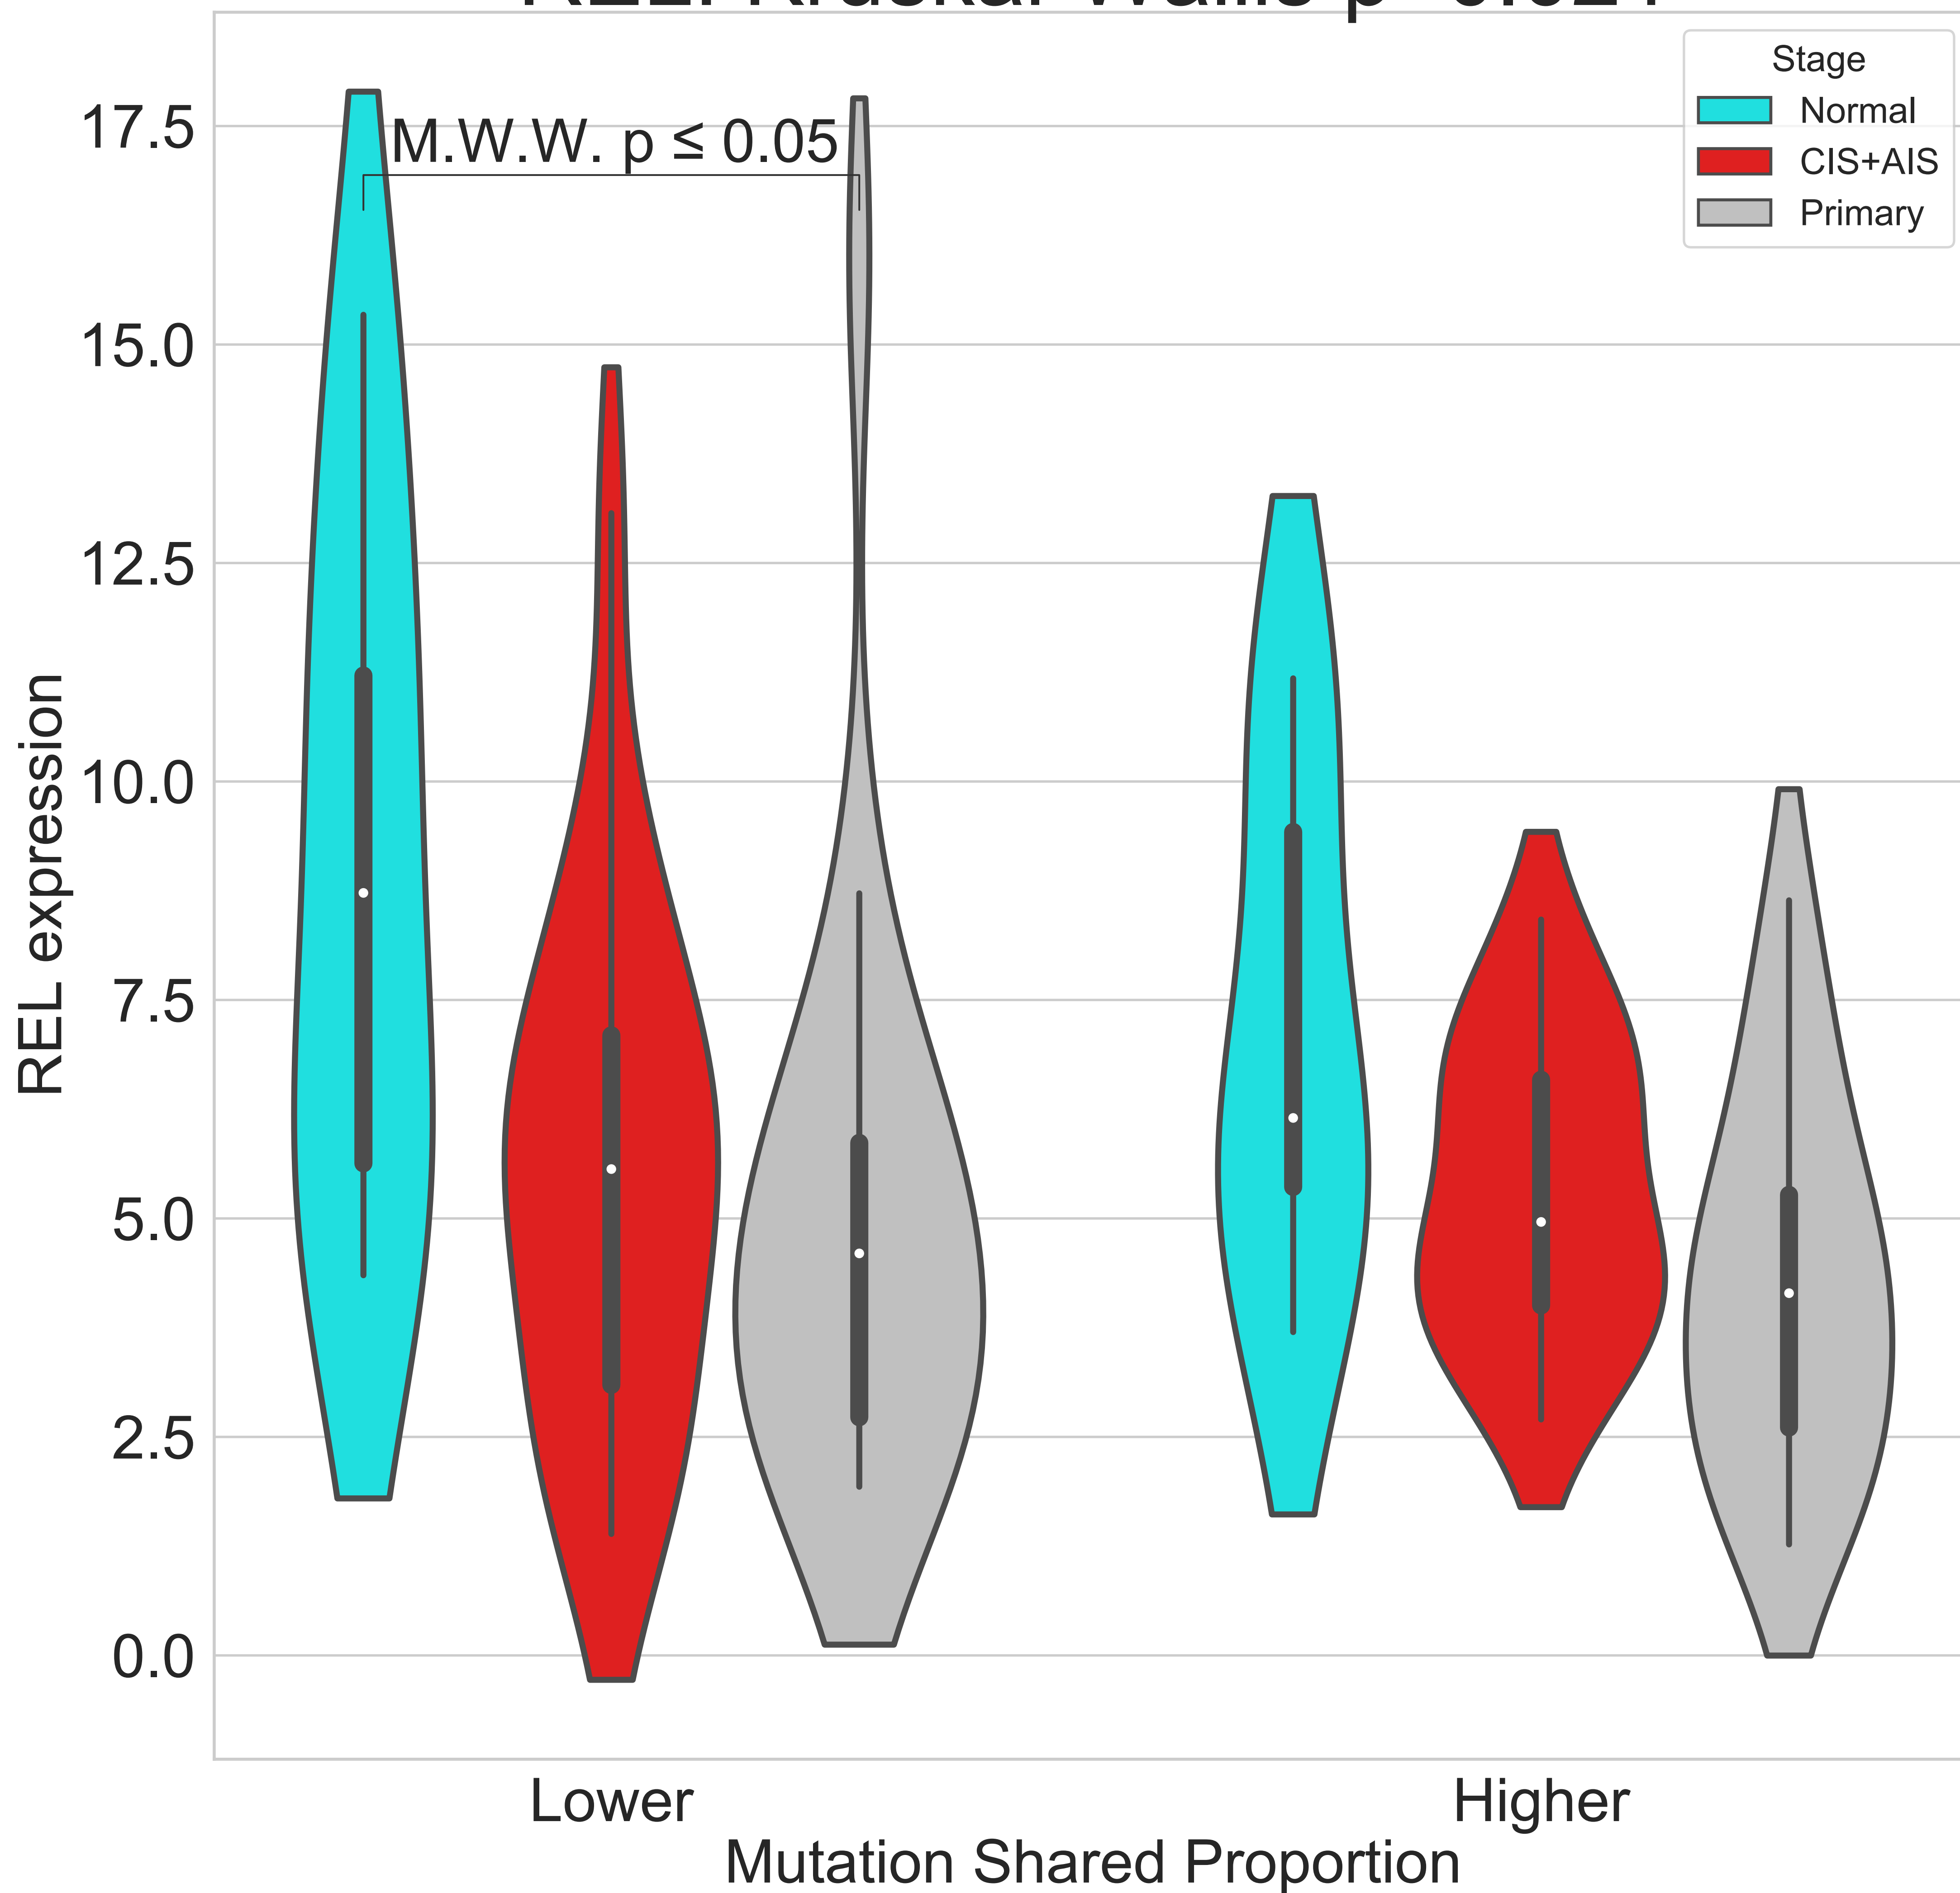 M.W.W. p ≤ 0.05
Stage
Normal
CIS+AIS
Primary
17.5
15.0
12.5
10.0
7.5
5.0
2.5
0.0
REL expression
Lower
Higher
Mutation Shared Proportion